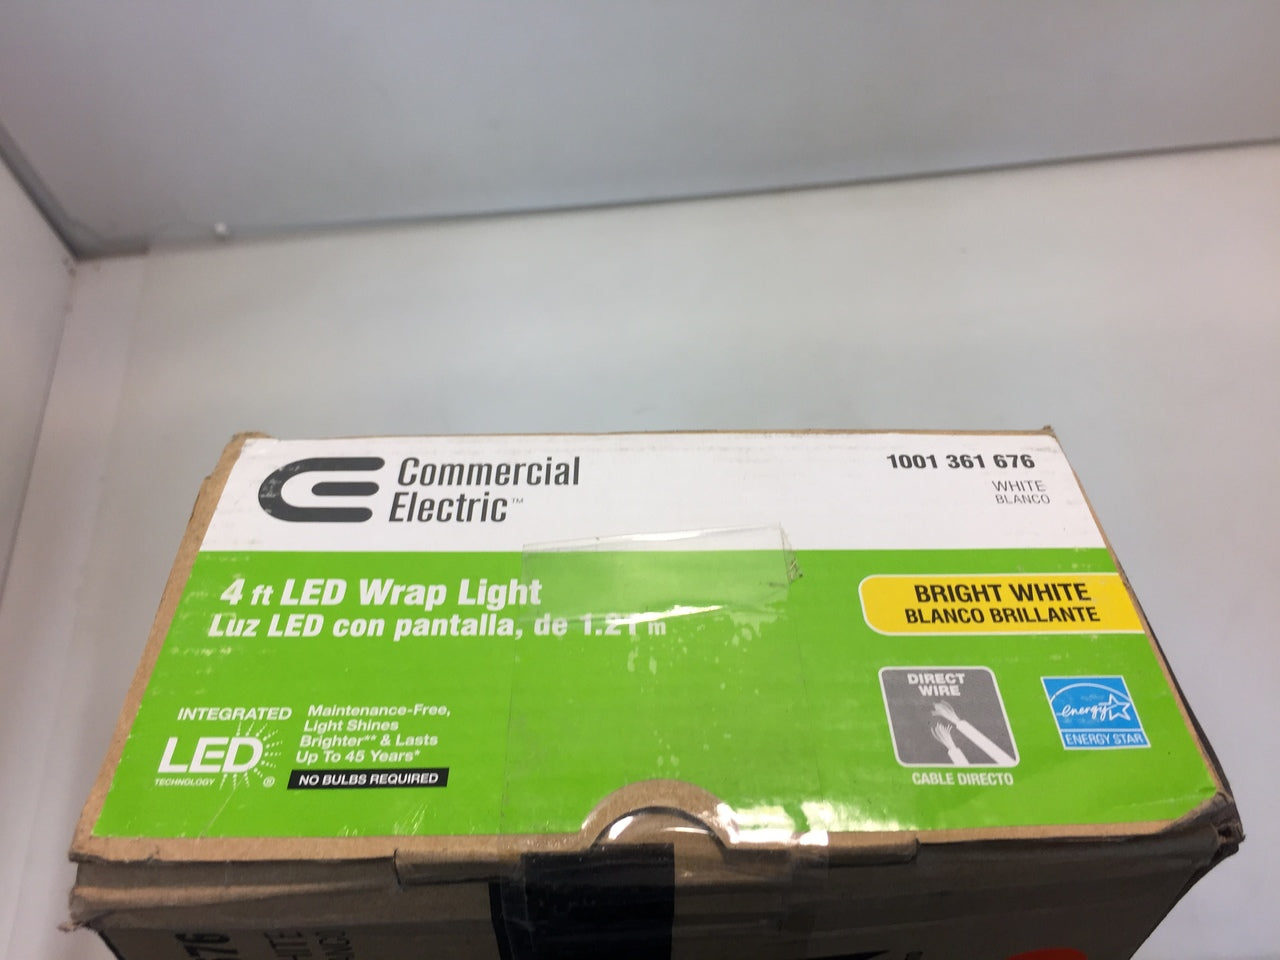 Commercial
Electric™
1001 361 676
WHITE
BLANCO
4 ft LED Wrap Light
Luz LED con pantalla, de 1.21 m
BRIGHT WHITE
BLANCO BRILLANTE
INTEGRATED
LED
TECHNOLOGY ®
Maintenance-Free,
Light Shines
Brighter** & Lasts
Up To 45 Years*
NO BULBS REQUIRED
DIRECT
WIRE
CABLE DIRECTO
energy
ENERGY STAR